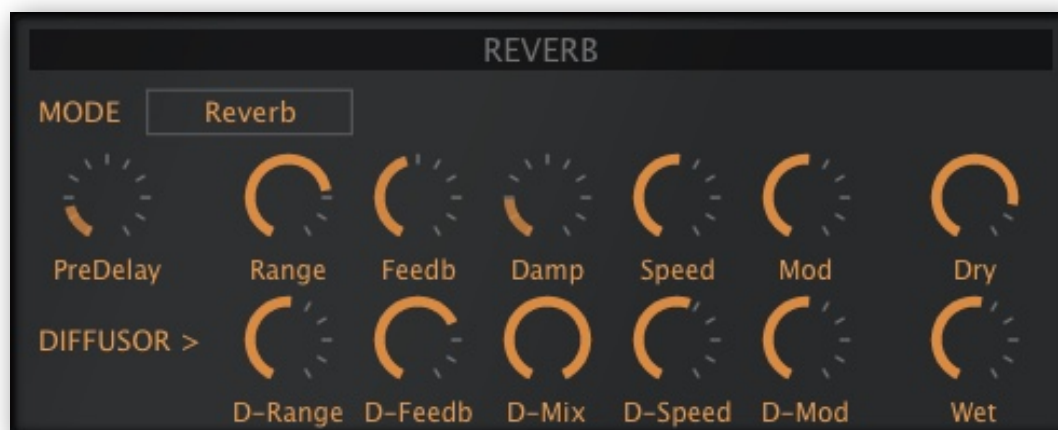 REVERB
MODE Reverb
PreDelay Range Feedb Damp Speed Mod Dry
DIFFUSOR >
D-Range D-Feedb D-Mix D-Speed D-Mod Wet